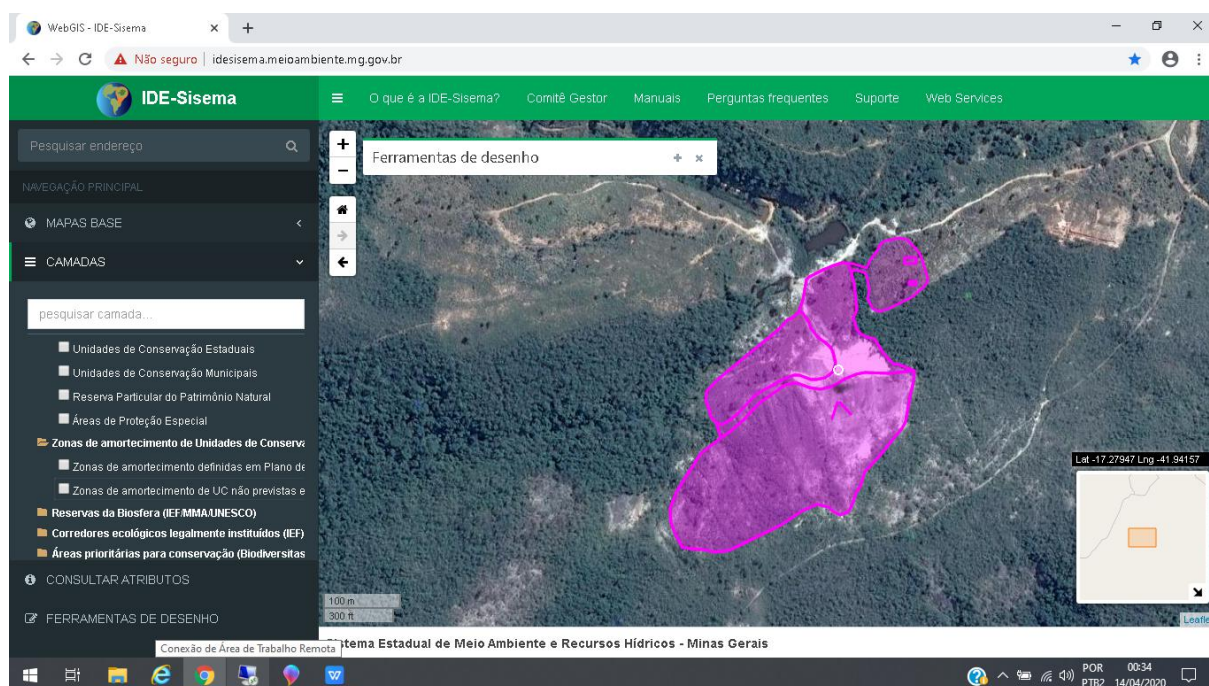 WebGIS - IDE-Sisema
Não seguro | idesisema.meioambiente.mg.gov.br
IDE-Sisema
O que é a IDE-Sisema? Comitê Gestor Manuais Perguntas frequentes Suporte Web Services
Pesquisar endereço
Ferramentas de desenho
NAVEGAÇÃO PRINCIPAL
MAPAS BASE
CAMADAS
pesquisar camada...
Unidades de Conservação Estaduais
Unidades de Conservação Municipais
Reserva Particular do Patrimônio Natural
Áreas de Proteção Especial
Zonas de amortecimento de Unidades de Conserva
Zonas de amortecimento definidas em Plano de
Zonas de amortecimento de UC não previstas e
Reservas da Biosfera (IEF/MMA/UNESCO)
Corredores ecológicos legalmente instituídos (IEF)
Áreas prioritárias para conservação (Biodiversitas
CONSULTAR ATRIBUTOS
FERRAMENTAS DE DESENHO
Lat -17.27947 Lng -41.94157
100 m
300 ft
Leafle
Conexão de Área de Trabalho Remota
stema Estadual de Meio Ambiente e Recursos Hídricos - Minas Gerais
POR 00:34
PTB2 14/04/2020